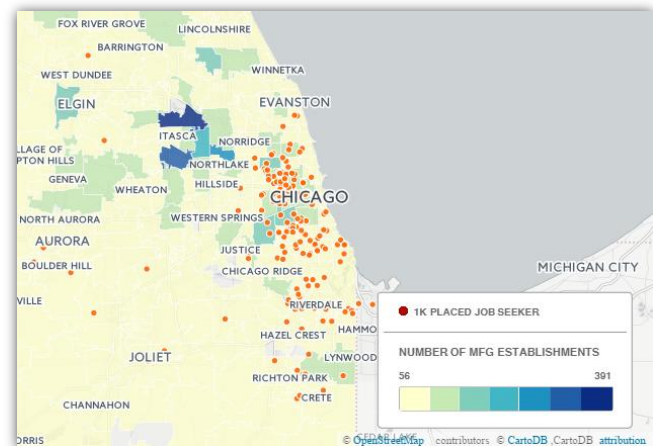 FOX RIVER GROVE
LINCOLNSHIRE
BARRINGTON
WEST DUNDEE
WINNETKA
ELGIN
EVANSTON
ITASCA
NORRIDGE
LLAGE OF
PTON HILLS
NORTHLAKE
GENEVA
WHEATON
HILLSIDE
CHICAGO
NORTH AURORA
WESTERN SPRINGS
AURORA
JUSTICE
BOULDER HILL
CHICAGO RIDGE
MICHIGAN CITY
VILLE
RIVERDALE
HAZEL CREST
HAMMO
JOLIET
LYNWOOD
RICHTON PARK
CRETE
CHANNAHON
ORRIS
1K PLACED JOB SEEKER
NUMBER OF MFG ESTABLISHMENTS
56 391
CEDAR LAKE
© OpenStreetMap contributors © CartoDB ,CartoDB attribution